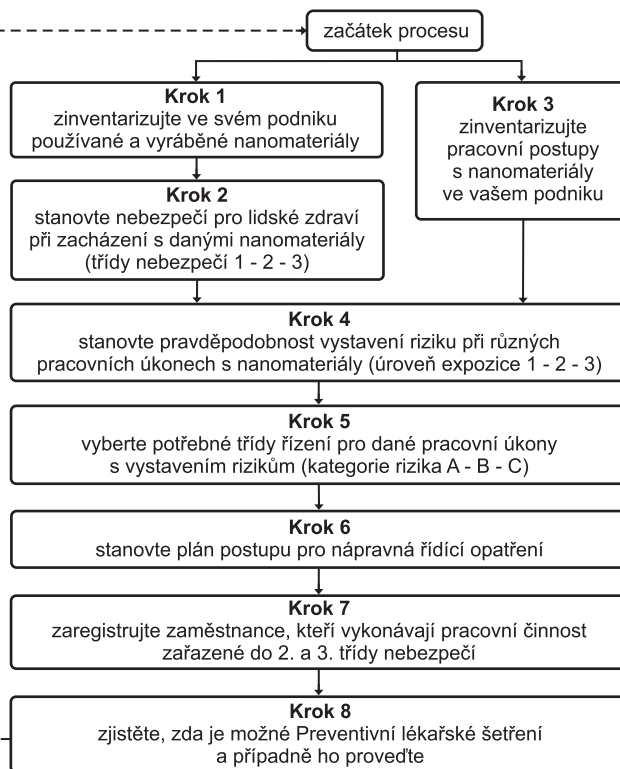 začátek procesu
Krok 1
zinventarizujte ve svém podniku
používané a vyráběné nanomateriály
Krok 2
stanovte nebezpečí pro lidské zdraví
při zacházení s danými nanomateriály
(třídy nebezpečí 1 - 2 - 3)
Krok 3
zinventarizujte
pracovní postupy
s nanomateriály
ve vašem podniku
Krok 4
stanovte pravděpodobnost vystavení riziku při různých
pracovních úkonech s nanomateriály (úroveň expozice 1 - 2 - 3)
Krok 5
vyberte potřebné třídy řízení pro dané pracovní úkony
s vystavením rizikům (kategorie rizika A - B - C)
Krok 6
stanovte plán postupu pro nápravná řídící opatření
Krok 7
zaregistrujte zaměstnance, kteří vykonávají pracovní činnost
zařazené do 2. a 3. třídy nebezpečí
Krok 8
zjistěte, zda je možné Preventivní lékařské šetření
a případně ho proveďte